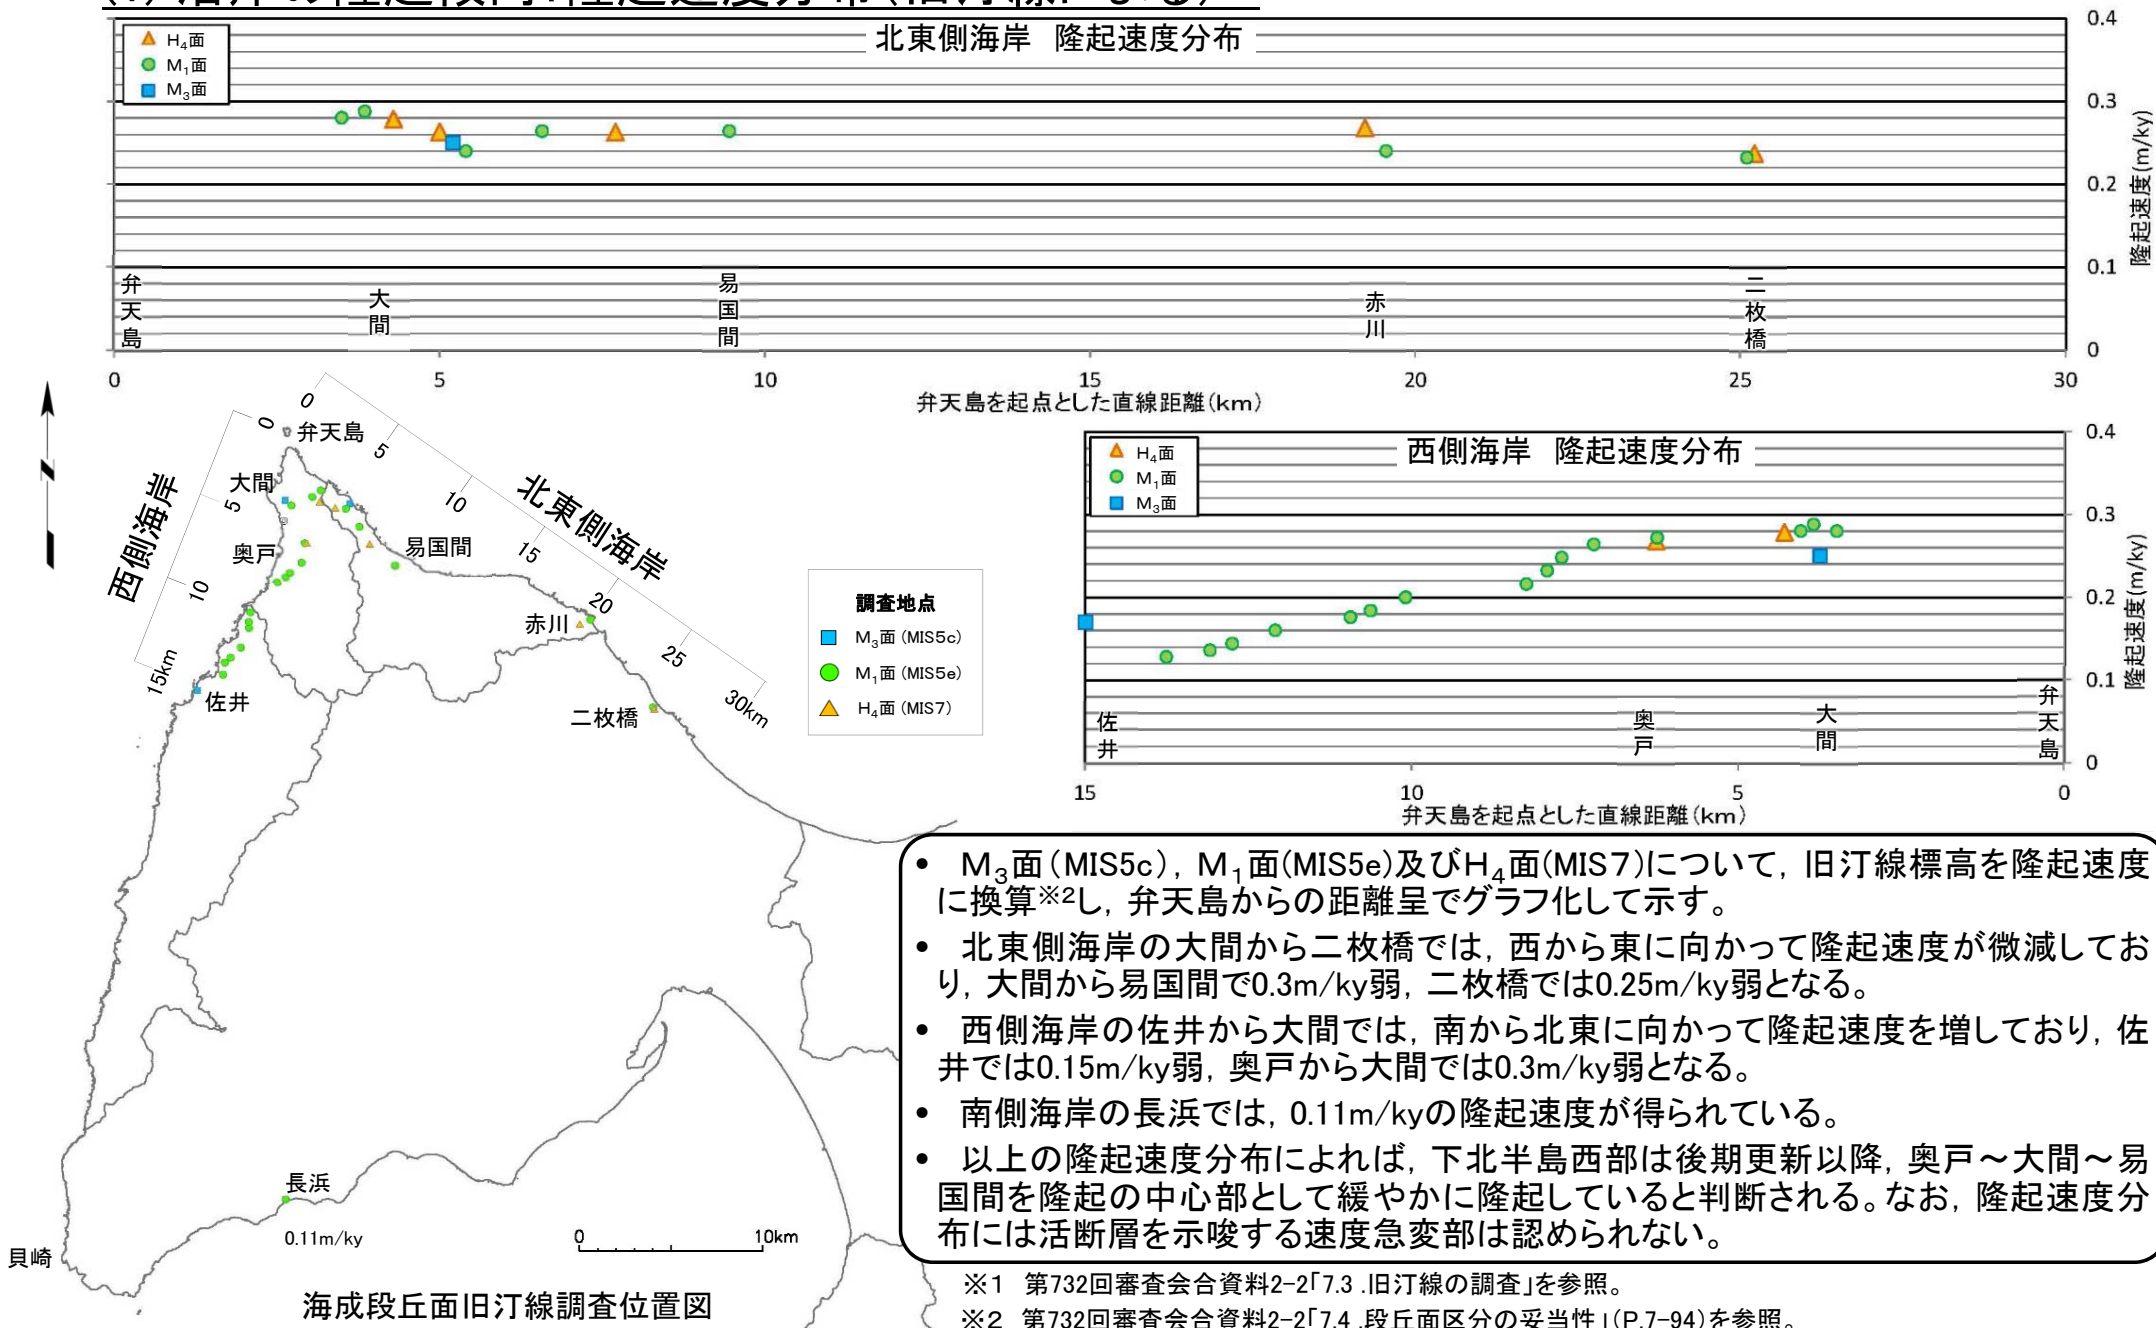 北東側海岸 隆起速度分布
H4面
M1面
M3面
0.4
0.3
0.2
0.1
0
隆起速度(m/ky)
弁天島
大間
易国間
赤川
二枚橋
0 5 10 15 20 25 30
弁天島を起点とした直線距離(km)
西側海岸 隆起速度分布
H4面
M1面
M3面
0.4
0.3
0.2
0.1
0
隆起速度(m/ky)
佐井
奥戸
大間
弁天島
15 10 5 0
弁天島を起点とした直線距離(km)
N
西側海岸
0
5
10
15km
北東側海岸
0
5
10
15
20
25
30km
弁天島
大間
奥戸
易国間
赤川
佐井
二枚橋
調査地点
M3面(MIS5c)
M1面(MIS5e)
H4面(MIS7)
長浜
0.11m/ky
貝崎
0 10km
海成段丘面旧汀線調査位置図
• M3面(MIS5c), M1面(MIS5e)及びH4面(MIS7)について, 旧汀線標高を隆起速度
に換算※2し, 弁天島からの距離呈でグラフ化して示す。
• 北東側海岸の大間から二枚橋では, 西から東に向かって隆起速度が微減してお
り, 大間から易国間で0.3m/ky弱, 二枚橋では0.25m/ky弱となる。
• 西側海岸の佐井から大間では, 南から北東に向かって隆起速度を増しており, 佐
井では0.15m/ky弱, 奥戸から大間では0.3m/ky弱となる。
• 南側海岸の長浜では, 0.11m/kyの隆起速度が得られている。
• 以上の隆起速度分布によれば, 下北半島西部は後期更新以降, 奥戸～大間～易
国間を隆起の中心部として緩やかに隆起していると判断される。なお, 隆起速度分
布には活断層を示唆する速度急変部は認められない。
※1 第732回審査会合資料2-2「7.3 .旧汀線の調査」を参照。
※2 第732回審査会合資料2-2「7.4 .段丘面区分の妥当性」(P.7-94)を参照。